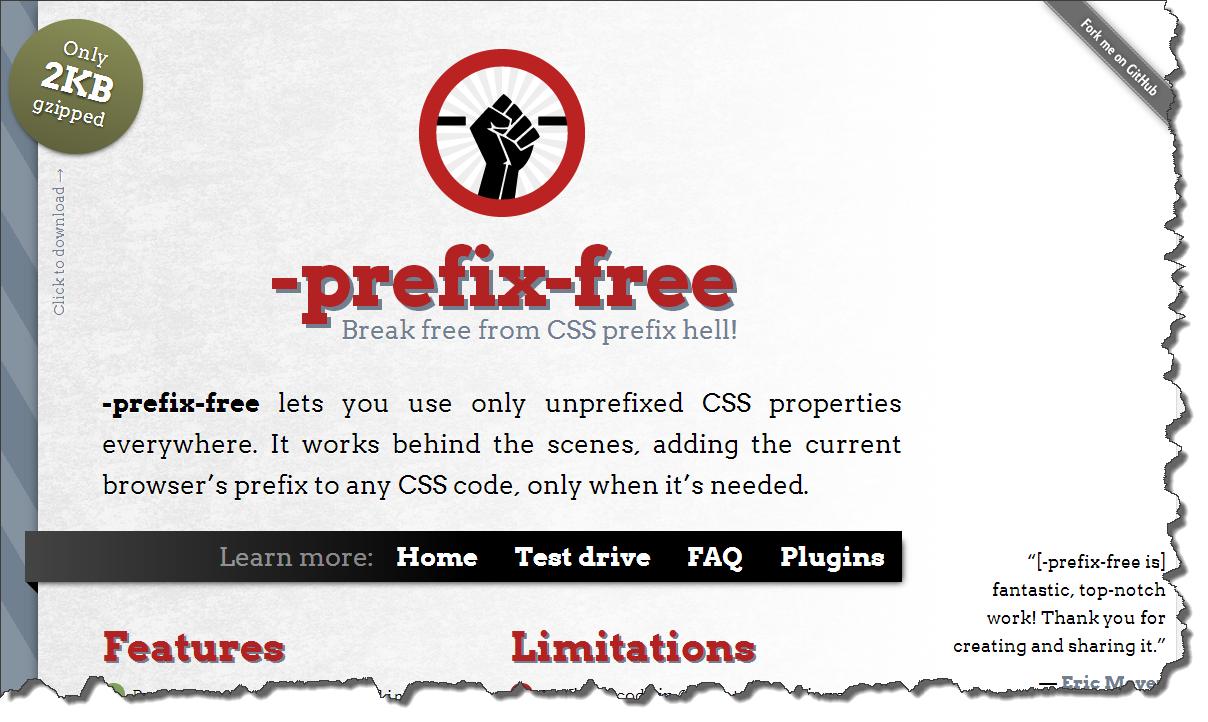 Only
2KB
gzipped
Click to download →
Fork me on GitHub
-prefix-free
Break free from CSS prefix hell!
-prefix-free lets you use only unprefixed CSS properties
everywhere. It works behind the scenes, adding the current
browser’s prefix to any CSS code, only when it’s needed.
Learn more: Home Test drive FAQ Plugins
“[-prefix-free is]
fantastic, top-notch
work! Thank you for
creating and sharing it.”
— Eric Meyer
Features
Limitations